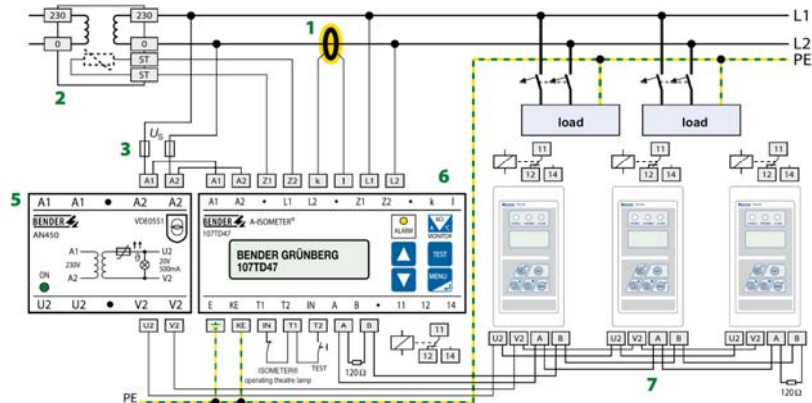 230 230 L1
1
0 0 L2
ST PE
ST
2
load load
3 US
11 11 11
12 14 12 14 12 14
A1 A2 A1 A2 Z1 Z2 k l L1 L2 6
5 A1 A1 • A2 A2
A1 A2 • L1 L2 • Z1 Z2 • k l
BENDER VDE0551
AN450
BENDER A-ISOMETER®
107TD47
ALARM
MONITOR
A1 U2
230V 20V
500mA
A2 V2
ON
BENDER GRÜNBERG
107TD47
TEST
MENU
U2 U2 • V2 V2
E KE T1 T2 IN A B • 11 12 14
U2 V2 KE IN T1 T2 A B
11
12 14
ISOMETER® TEST
operating theatre lamp
120Ω
U2 V2 A B U2 V2 A B U2 V2 A B
7
120Ω
PE